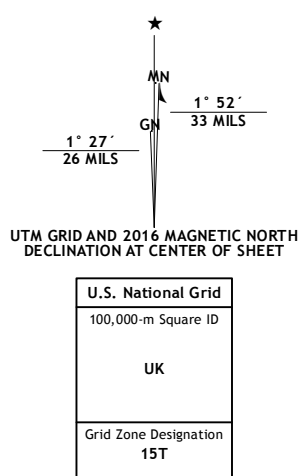 ★
MN
1° 52´
33 MILS
GN
1° 27´
26 MILS
UTM GRID AND 2016 MAGNETIC NORTH
DECLINATION AT CENTER OF SHEET
U.S. National Grid
100,000-m Square ID
UK
Grid Zone Designation
15T